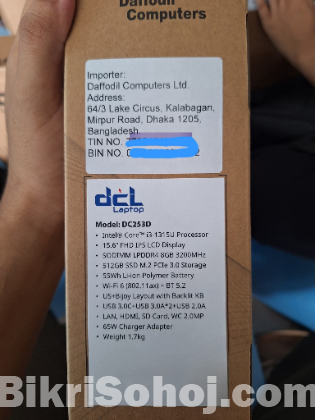 Daffodil
Computers
Importer:
Daffodil Computers Ltd.
Address:
64/3 Lake Circus, Kalabagan,
Mirpur Road, Dhaka 1205,
Bangladesh.
TIN NO.
BIN NO.
dcl
Laptop
Model: DC253D
• Intel® Core™ i3-1315U Processor
• 15.6" FHD IPS LCD Display
• SODIMM LPDDR4 8GB 3200MHz
• 512GB SSD M.2 PCIe 3.0 Storage
• 55Wh Li-ion Polymer Battery
• Wi-Fi 6 (802.11ax) + BT 5.2
• US+Bijoy Layout with Backlit KB
• USB 3.0C+USB 3.0A*2+USB 2.0A
• LAN, HDMI, SD Card, WC 2.0MP
• 65W Charger Adapter
• Weight 1.7kg
BikriSohoj.com